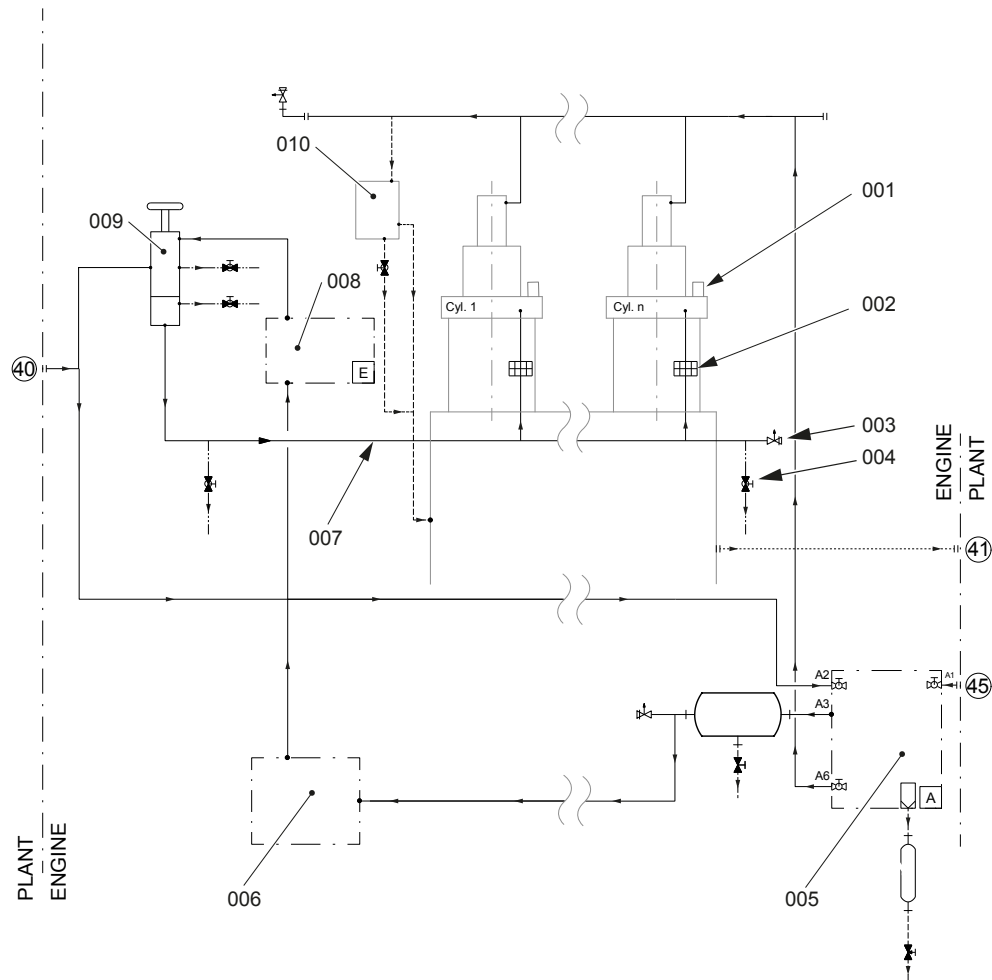 010
001
009
008
Cyl. 1
Cyl. n
002
E
40
003
004
ENGINE
PLANT
007
41
A2
A1
45
A3
A6
A
PLANT
ENGINE
006
005